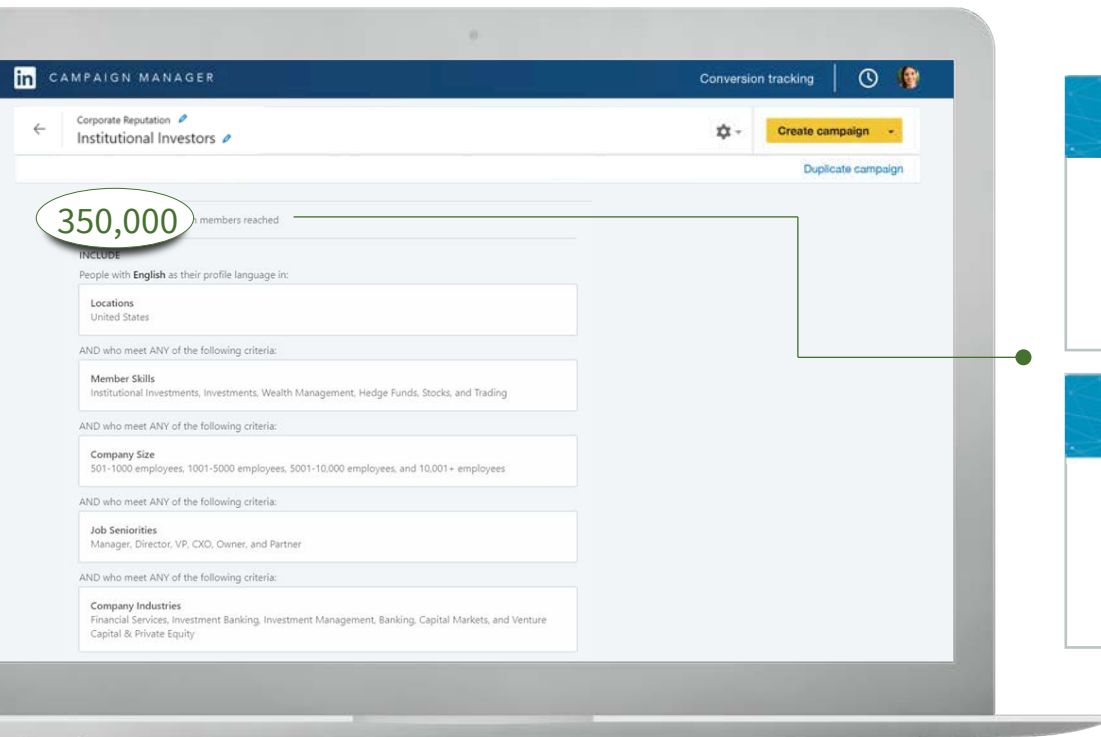 in CAMPAIGN MANAGER Conversion tracking
Corporate Reputation
Institutional Investors Create campaign
Duplicate campaign
350,000 members reached
INCLUDE
People with English as their profile language in:
Locations
United States
AND who meet ANY of the following criteria:
Member Skills
Institutional Investments, Investments, Wealth Management, Hedge Funds, Stocks, and Trading
AND who meet ANY of the following criteria:
Company Size
501-1000 employees, 1001-5000 employees, 5001-10,000 employees, and 10,001+ employees
AND who meet ANY of the following criteria:
Job Seniorities
Manager, Director, VP, CXO, Owner, and Partner
AND who meet ANY of the following criteria:
Company Industries
Financial Services, Investment Banking, Investment Management, Banking, Capital Markets, and Venture
Capital & Private Equity